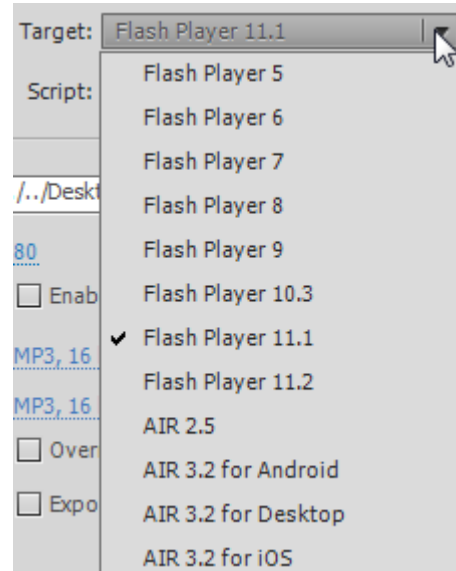 Target: Flash Player 11.1
Flash Player 5
Script:
Flash Player 6
Flash Player 7
/../Deskt
Flash Player 8
80
Flash Player 9
Enab
Flash Player 10.3
Flash Player 11.1
MP3, 16
Flash Player 11.2
MP3, 16
AIR 2.5
Over
AIR 3.2 for Android
Expo
AIR 3.2 for Desktop
AIR 3.2 for iOS